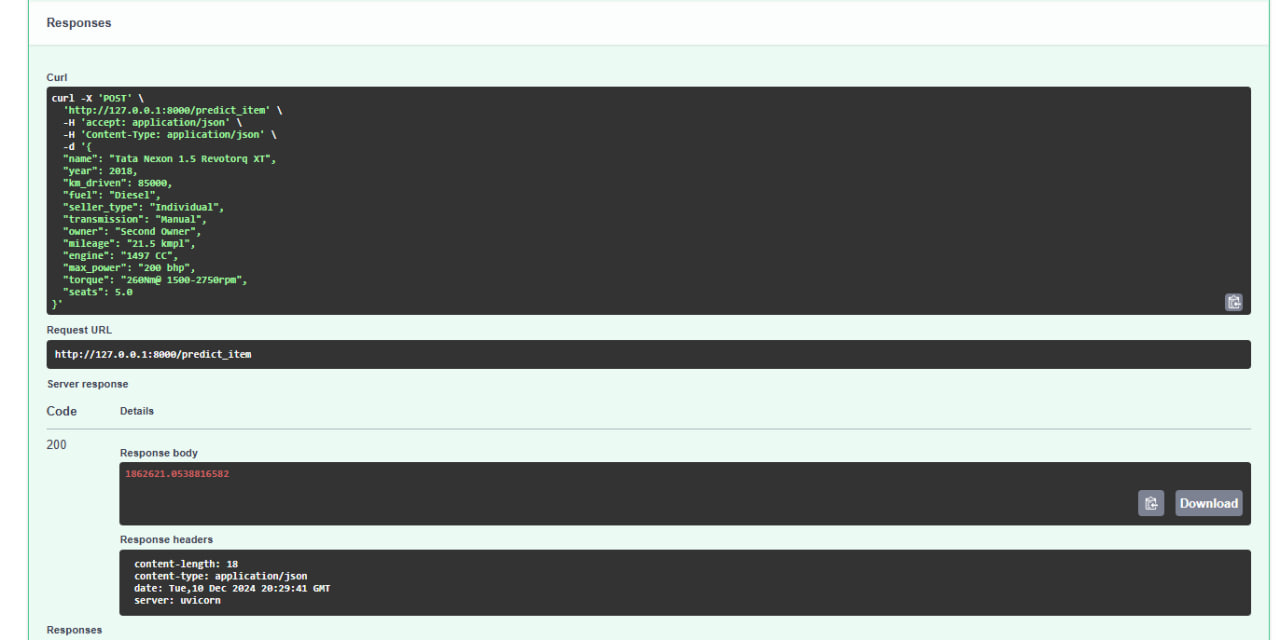 Responses
Curl
curl -X 'POST' \
'http://127.0.0.1:8000/predict_item' \
-H 'accept: application/json' \
-H 'Content-Type: application/json' \
-d '{
"name": "Tata Nexon 1.5 Revotorq XT",
"year": 2018,
"km_driven": 85000,
"fuel": "Diesel",
"seller_type": "Individual",
"transmission": "Manual",
"owner": "Second Owner",
"mileage": "21.5 kmpl",
"engine": "1497 CC",
"max_power": "200 bhp",
"torque": "260Nm@ 1500-2750rpm",
"seats": 5.0
}'
Request URL
http://127.0.0.1:8000/predict_item
Server response
Code Details
200
Response body
1862621.0538816582
Download
Response headers
content-length: 18
content-type: application/json
date: Tue,10 Dec 2024 20:29:41 GMT
server: uvicorn
Responses